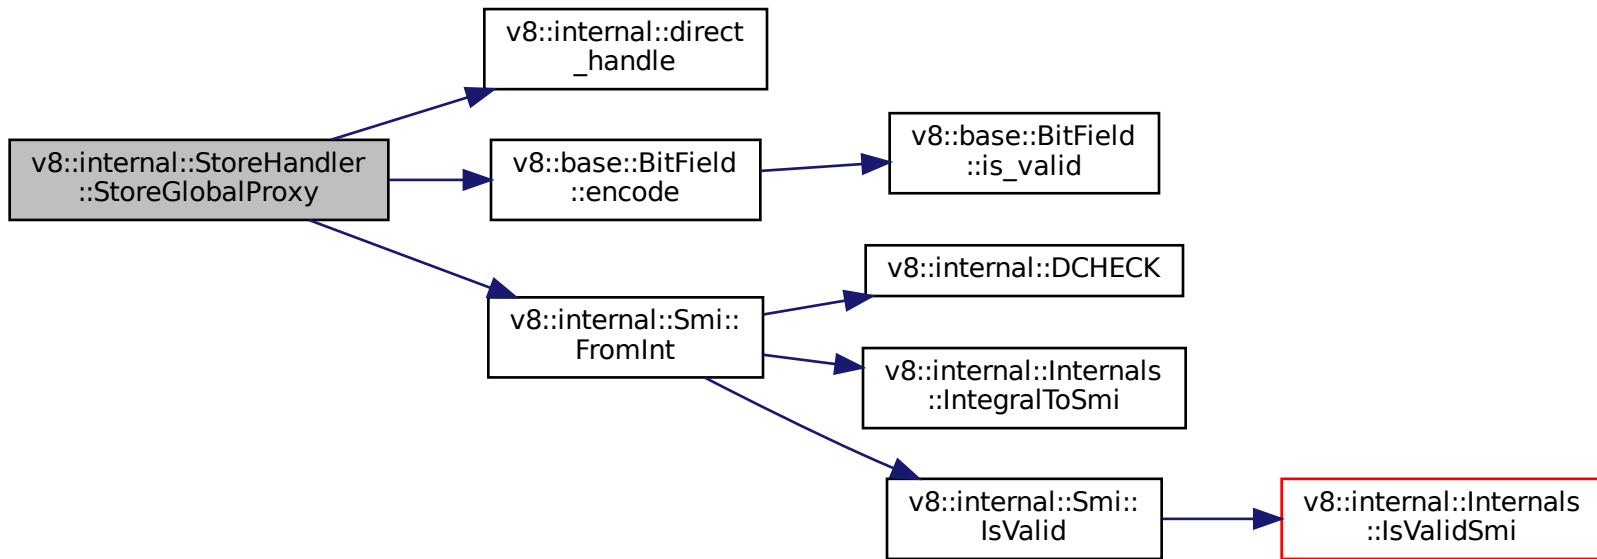 v8::internal::direct
_handle
v8::internal::StoreHandler
::StoreGlobalProxy
v8::base::BitField
::encode
v8::base::BitField
::is_valid
v8::internal::Smi::
FromInt
v8::internal::DCHECK
v8::internal::Internals
::IntegralToSmi
v8::internal::Smi::
IsValid
v8::internal::Internals
::IsValidSmi